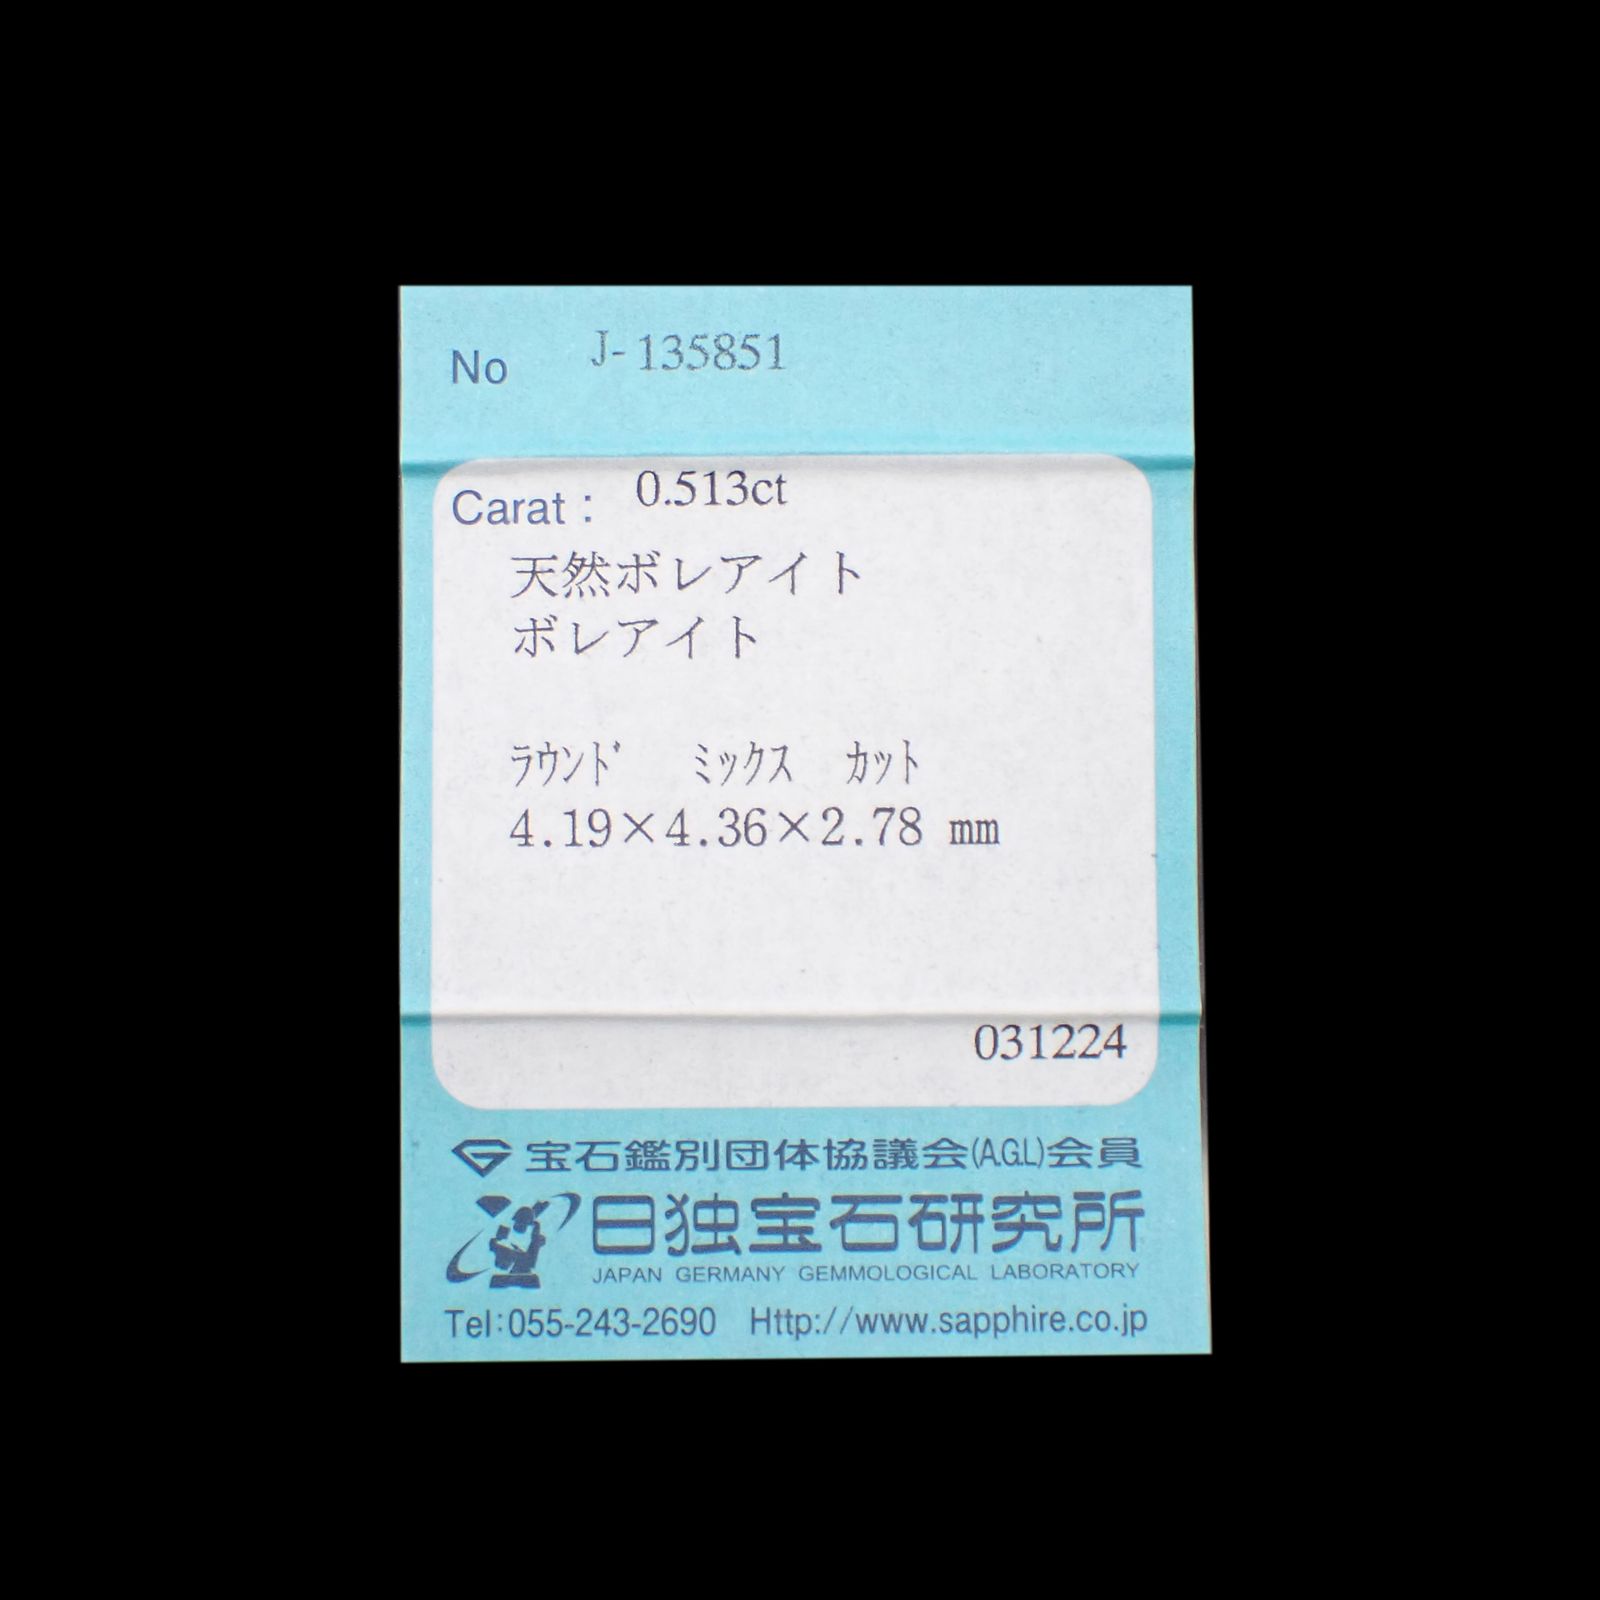 No J-135851
Carat : 0.513ct
天然ボレアイト
ボレアイト
ﾗｳﾝﾄﾞ ﾐｯｸｽ ｶｯﾄ
4.19×4.36×2.78 mm
031224
宝石鑑別団体協議会(A.G.L)会員
日独宝石研究所
JAPAN GERMANY GEMMOLOGICAL LABORATORY
Tel:055-243-2690 Http://www.sapphire.co.jp